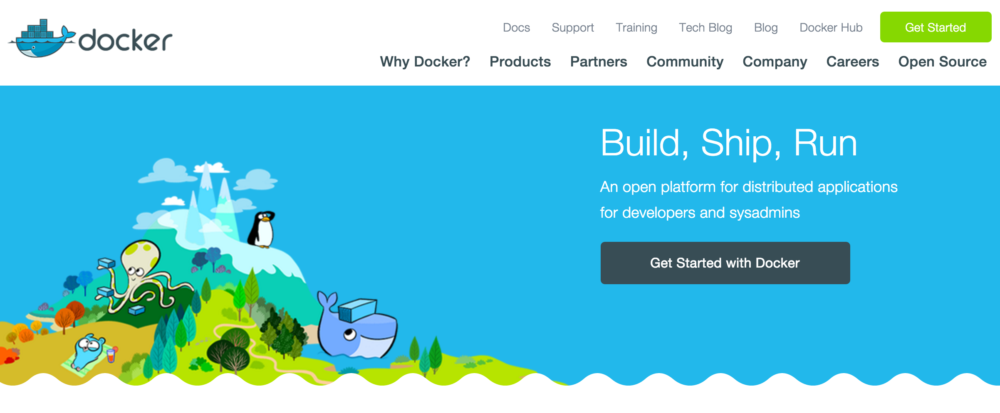 docker
Docs Support Training Tech Blog Blog Docker Hub Get Started
Why Docker? Products Partners Community Company Careers Open Source
Build, Ship, Run
An open platform for distributed applications
for developers and sysadmins
Get Started with Docker